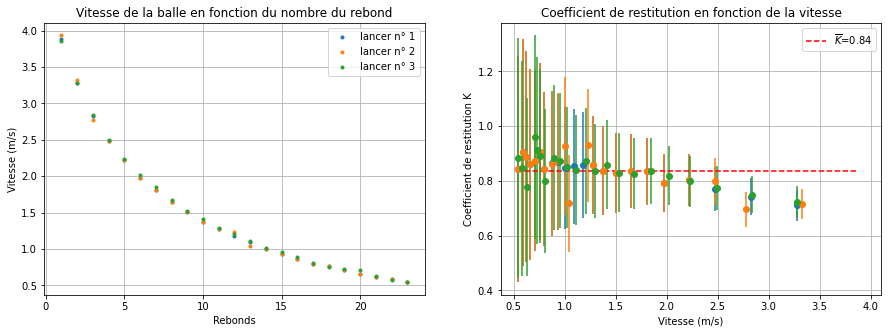 Vitesse de la balle en fonction du nombre du rebond
Vitesse (m/s)
4.0
3.5
3.0
2.5
2.0
1.5
1.0
0.5
lancer n° 1
lancer n° 2
lancer n° 3
0 5 10 15 20
Rebonds
Coefficient de restitution en fonction de la vitesse
Coefficient de restitution K
1.2
1.0
0.8
0.6
0.4
K̅=0.84
0.5 1.0 1.5 2.0 2.5 3.0 3.5 4.0
Vitesse (m/s)